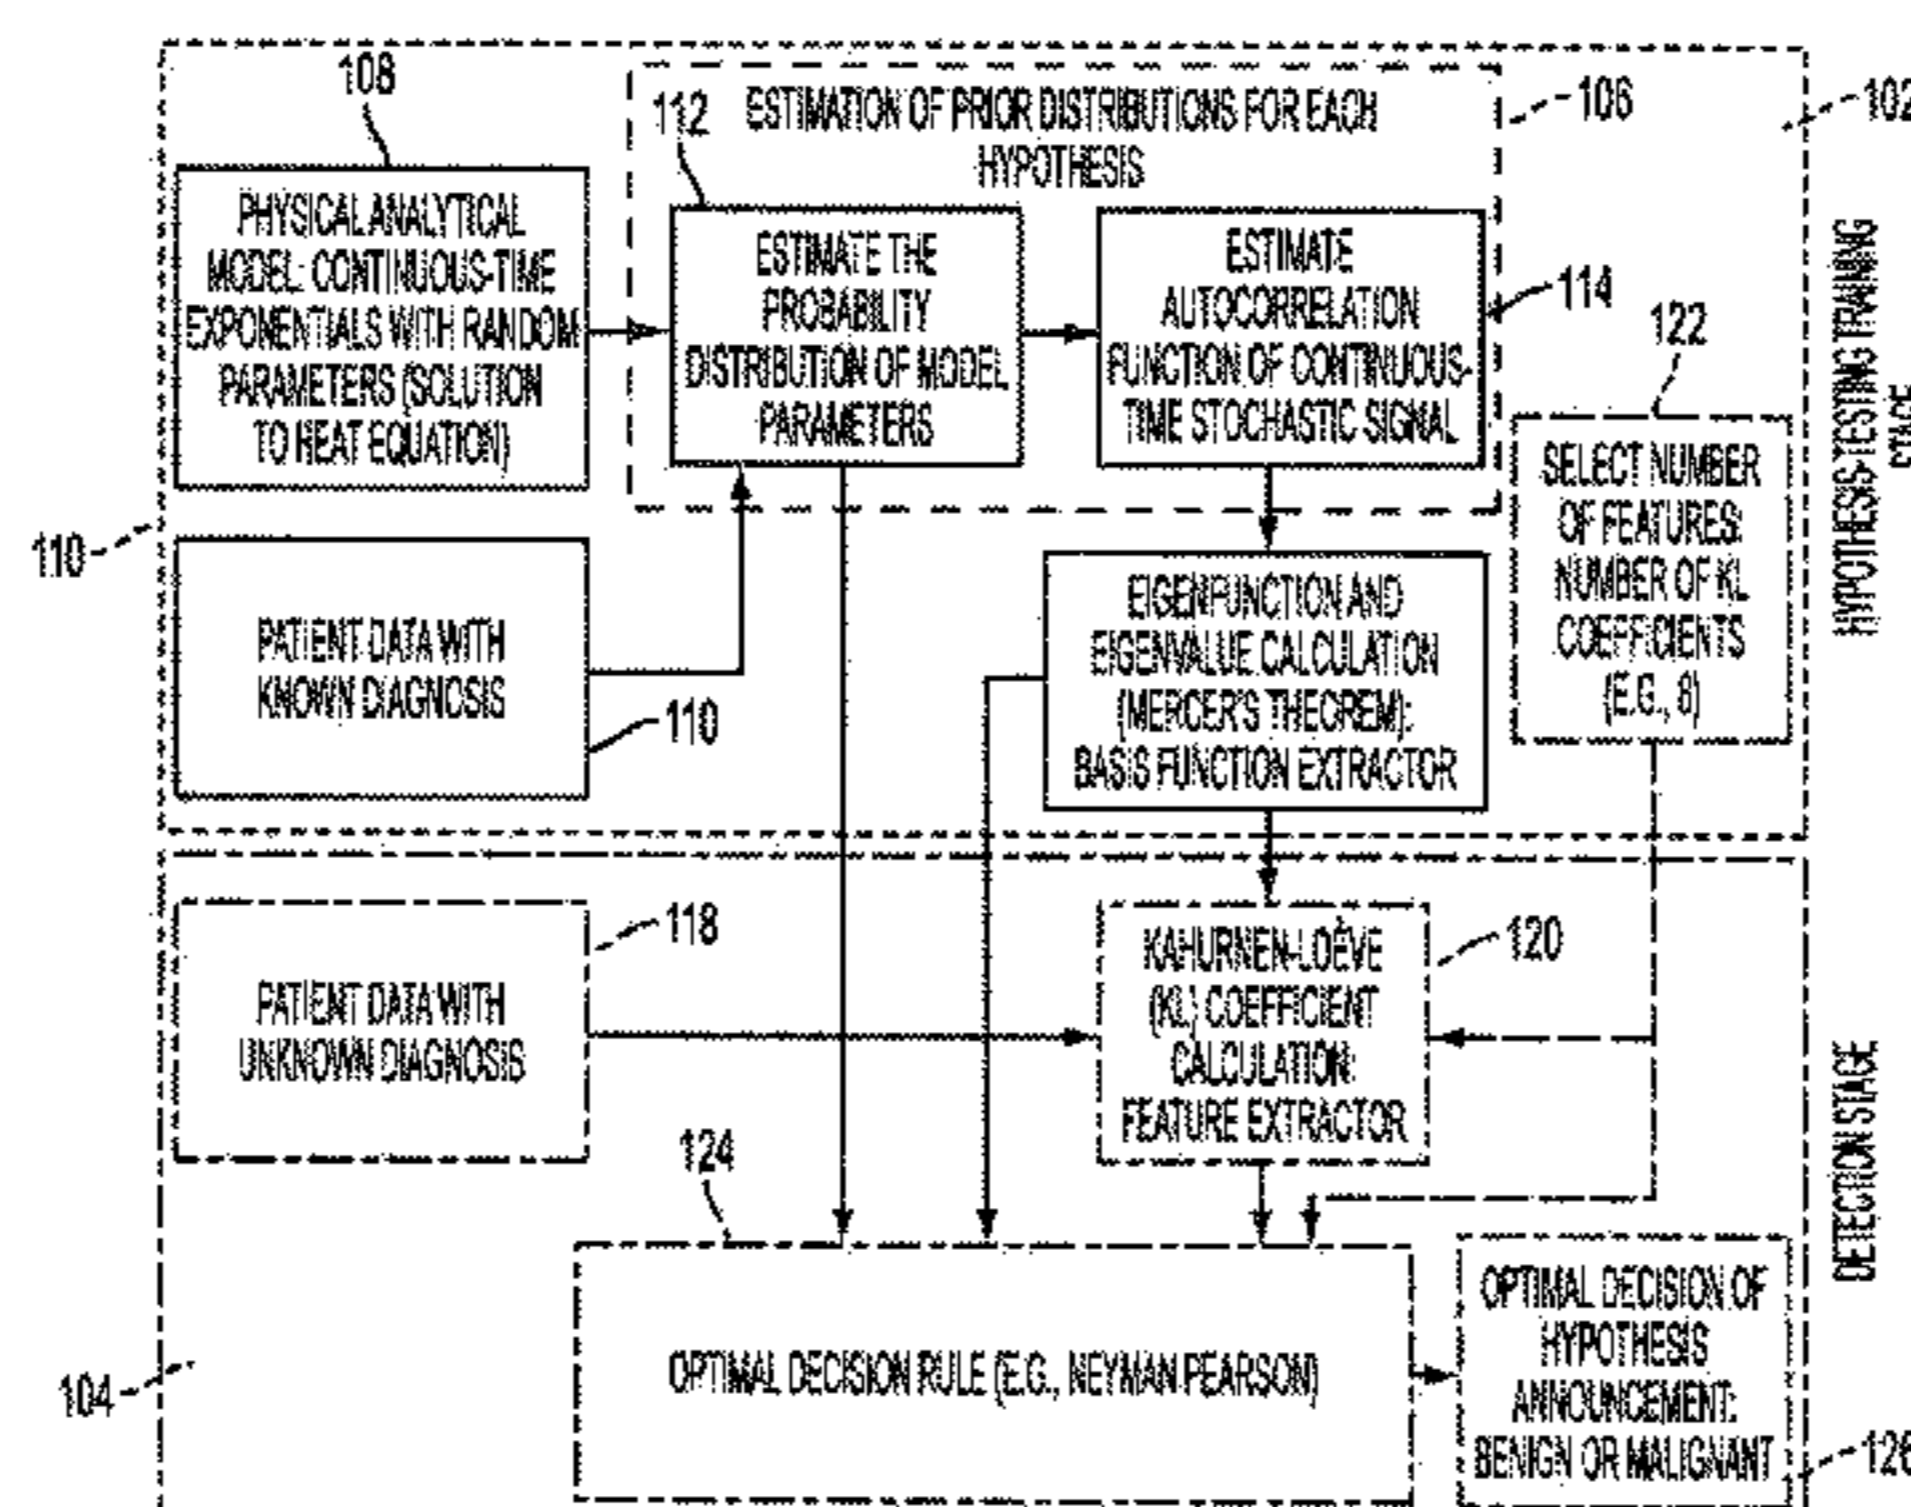 108
PHYSICAL ANALYTICAL
MODEL: CONTINUOUS-TIME
EXPONENTIALS WITH RANDOM
PARAMETERS (SOLUTION
TO HEAT EQUATION)
112
ESTIMATION OF PRIOR DISTRIBUTIONS FOR EACH
HYPOTHESIS
106
102
ESTIMATE THE
PROBABILITY
DISTRIBUTION OF MODEL
PARAMETERS
ESTIMATE
AUTOCORRELATION
FUNCTION OF CONTINUOUS-
TIME STOCHASTIC SIGNAL
114
122
SELECT NUMBER
OF FEATURES:
NUMBER OF KL
COEFFICIENTS
(E.G., 8)
HYPOTHESIS-TESTING TRAINING
STAGE
110
PATIENT DATA WITH
KNOWN DIAGNOSIS
110
EIGENFUNCTION AND
EIGENVALUE CALCULATION
(MERCER'S THEOREM):
BASIS FUNCTION EXTRACTOR
118
PATIENT DATA WITH
UNKNOWN DIAGNOSIS
KAHURNEN-LOÈVE
(KL) COEFFICIENT
CALCULATION:
FEATURE EXTRACTOR
120
DETECTION STAGE
124
104
OPTIMAL DECISION RULE (E.G., NEYMAN PEARSON)
OPTIMAL DECISION OF
HYPOTHESIS
ANNOUNCEMENT:
BENIGN OR MALIGNANT
126